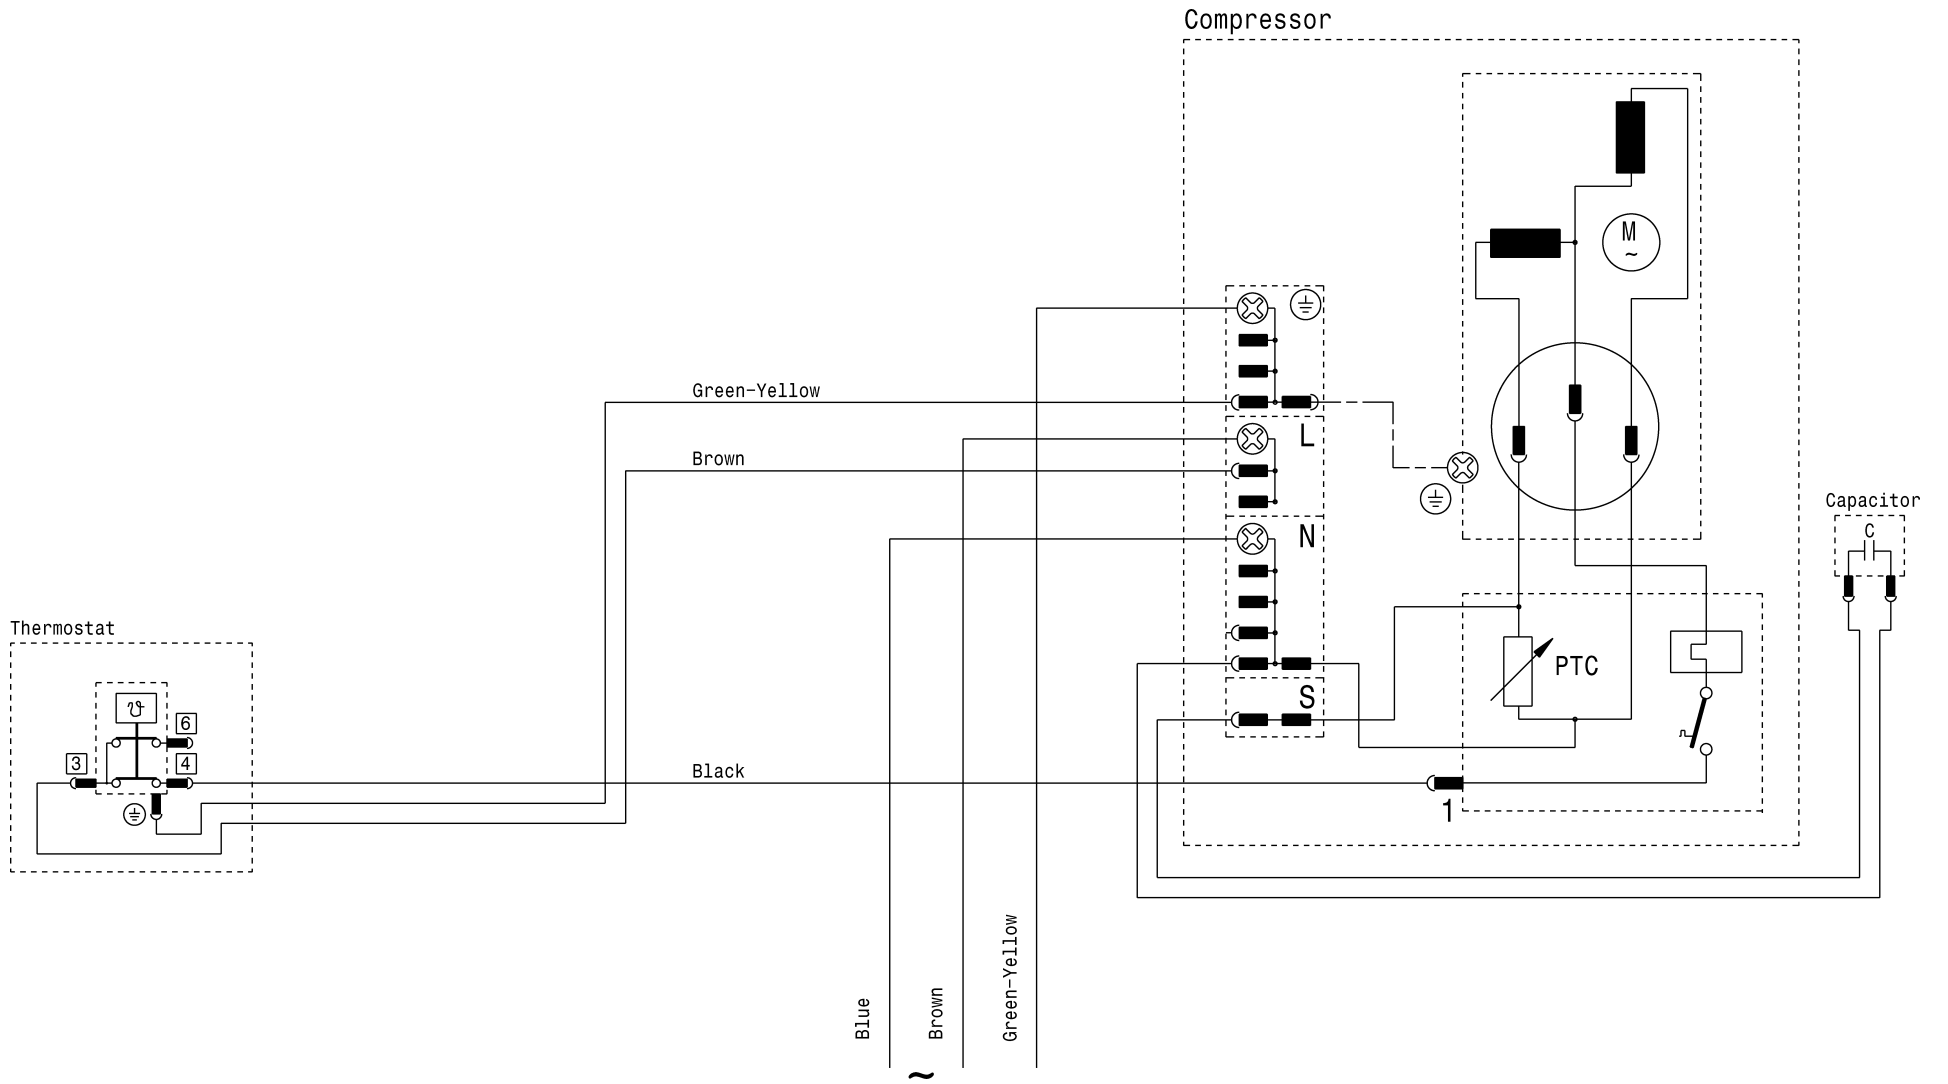 Compressor
M
~
Green-Yellow
L
Brown
Capacitor
C
N
Thermostat
PTC
S
ϑ
6
3
4
Black
1
Green-Yellow
Brown
Blue
~